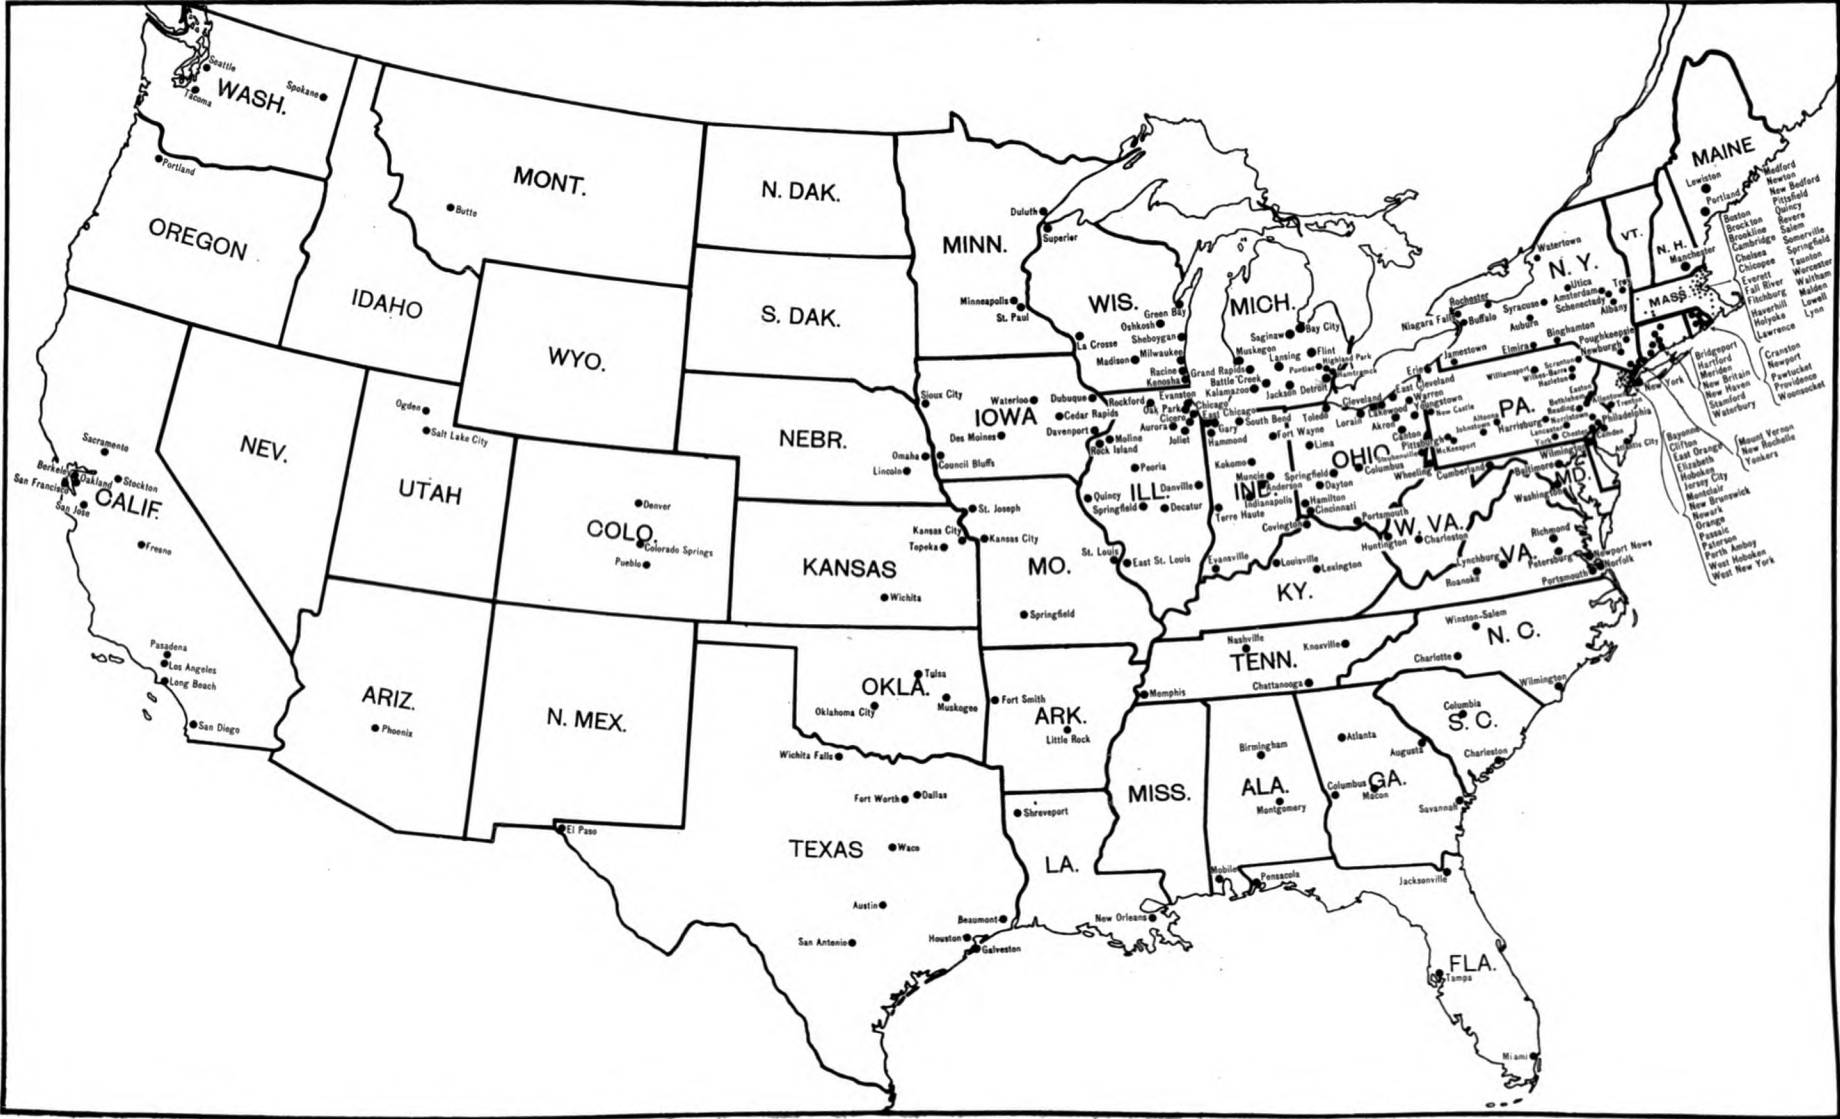 Seattle
Spokane
Tacoma
WASH.
Portland
OREGON
IDAHO
MONT.
Butte
WYO.
N. DAK.
S. DAK.
NEBR.
Omaha
Lincoln
MINN.
Duluth
Superior
Minneapolis
St. Paul
WIS.
Green Bay
Oshkosh
Sheboygan
La Crosse
Madison
Milwaukee
Racine
Kenosha
MICH.
Saginaw
Bay City
Muskegon
Lansing
Flint
Grand Rapids
Pontiac
Highland Park
Hamtramck
Battle Creek
Kalamazoo
Jackson
Detroit
Sioux City
Waterloo
Dubuque
IOWA
Cedar Rapids
Des Moines
Davenport
Council Bluffs
Rockford
Evanston
Oak Park
Chicago
Cicero
Aurora
Joliet
Moline
Rock Island
Peoria
Quincy
ILL.
Danville
Springfield
Decatur
East St. Louis
East Chicago
Gary
Hammond
South Bend
Fort Wayne
Kokomo
Muncie
IND.
Anderson
Indianapolis
Terre Haute
Evansville
Toledo
Cleveland
East Cleveland
Lakewood
Lorain
Warren
Youngstown
Akron
Canton
Lima
OHIO
Steubenville
Springfield
Columbus
Dayton
Hamilton
Cincinnati
Portsmouth
Covington
Louisville
Lexington
KY.
NEV.
Ogden
Salt Lake City
UTAH
Sacramento
Berkeley
Oakland
Stockton
San Francisco
CALIF.
San Jose
Fresno
Pasadena
Los Angeles
Long Beach
San Diego
ARIZ.
Phoenix
N. MEX.
Denver
COLO.
Colorado Springs
Pueblo
Kansas City
Topeka
KANSAS
Wichita
St. Joseph
Kansas City
St. Louis
MO.
Springfield
Tulsa
OKLA.
Oklahoma City
Muskogee
Fort Smith
ARK.
Little Rock
Wichita Falls
Fort Worth
Dallas
El Paso
TEXAS
Waco
Austin
San Antonio
Beaumont
Houston
Galveston
Shreveport
LA.
New Orleans
MISS.
Nashville
Knoxville
TENN.
Chattanooga
Memphis
Birmingham
ALA.
Montgomery
Mobile
Atlanta
Augusta
Columbus
GA.
Macon
Savannah
Pensacola
Jacksonville
FLA.
Tampa
Miami
Winston-Salem
N. C.
Charlotte
Wilmington
Columbia
S. C.
Charleston
Wheeling
W. VA.
Huntington
Charleston
Richmond
Lynchburg
VA.
Petersburg
Newport News
Norfolk
Roanoke
Portsmouth
Cumberland
Baltimore
MD.
Washington
Wilmington
Erie
New Castle
Pittsburgh
McKeesport
Johnstown
Altoona
PA.
Harrisburg
Williamsport
Scranton
Wilkes-Barre
Hazleton
Easton
Bethlehem
Allentown
Reading
Norristown
Lancaster
York
Chester
Philadelphia
Trenton
Camden
Atlantic City
Watertown
N. Y.
Rochester
Utica
Troy
Niagara Falls
Syracuse
Amsterdam
Schenectady
Buffalo
Auburn
Albany
Jamestown
Elmira
Binghamton
Poughkeepsie
Newburgh
New York
VT.
N. H.
Manchester
MASS.
MAINE
Lewiston
Portland
Boston
Brockton
Brookline
Cambridge
Chelsea
Chicopee
Everett
Fall River
Fitchburg
Haverhill
Holyoke
Lawrence
Medford
Newton
New Bedford
Pittsfield
Quincy
Revere
Salem
Somerville
Springfield
Taunton
Worcester
Waltham
Malden
Lowell
Lynn
Bridgeport
Hartford
Meriden
New Britain
New Haven
Stamford
Waterbury
Cranston
Newport
Pawtucket
Providence
Woonsocket
Mount Vernon
New Rochelle
Yonkers
Bayonne
Clifton
East Orange
Elizabeth
Hoboken
Jersey City
Montclair
New Brunswick
Newark
Orange
Passaic
Paterson
Perth Amboy
West Hoboken
West New York